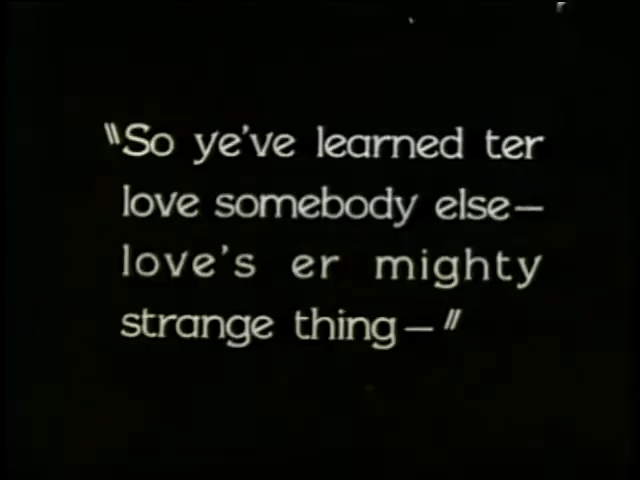 "So ye've learned ter
love somebody else—
love's er mighty
strange thing—"